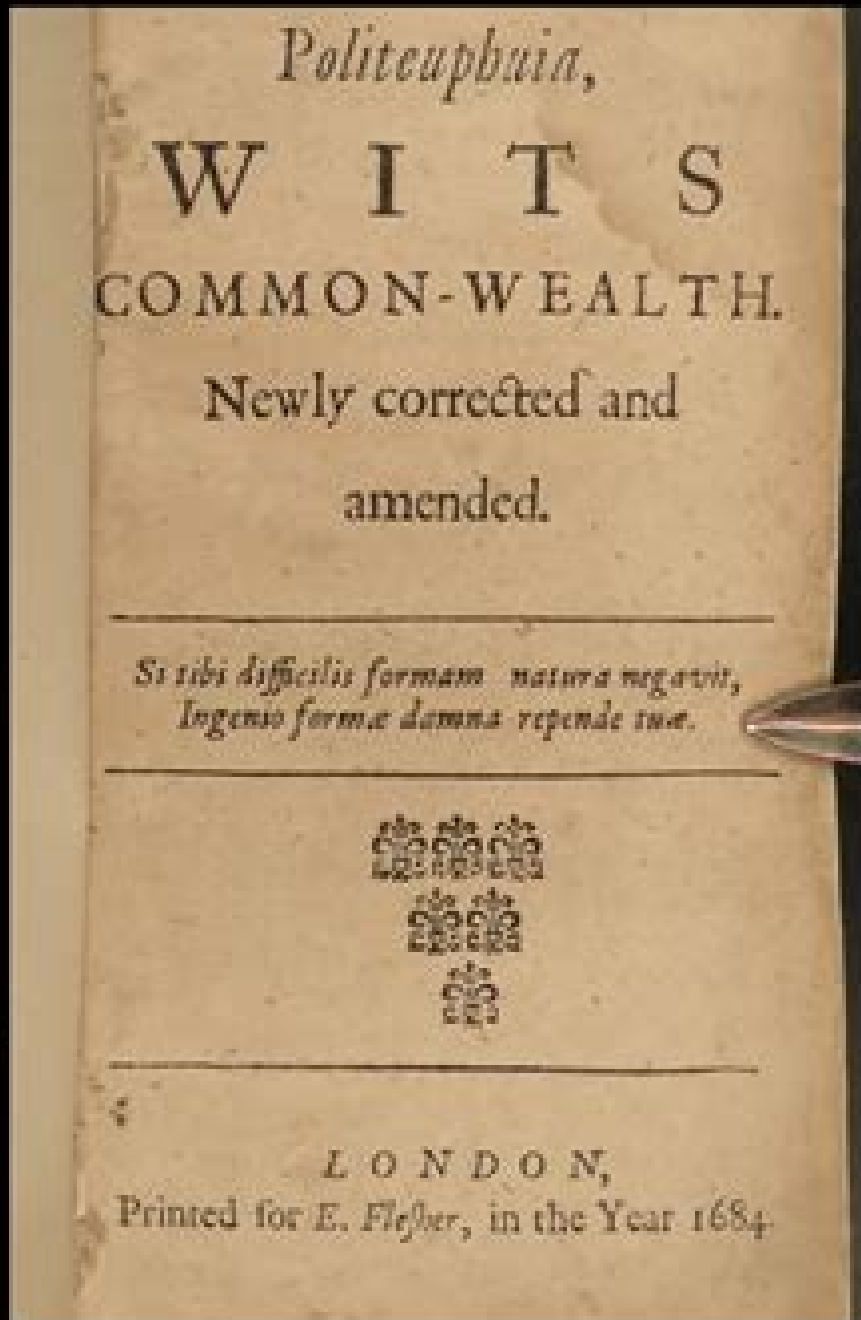 Politeuphuia,
W I T S
COMMON-WEALTH.
Newly corrected and
amended.
Si tibi difficilis formam natura negavit,
Ingenio formæ damna repende tuæ.
LONDON,
Printed for E. Fleſher, in the Year 1684.